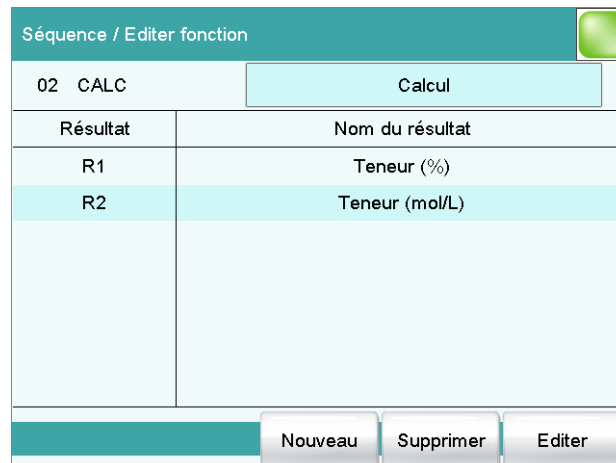 Séquence / Editer fonction
02 CALC Calcul
Résultat Nom du résultat
R1 Teneur (%)
R2 Teneur (mol/L)
Nouveau Supprimer Editer